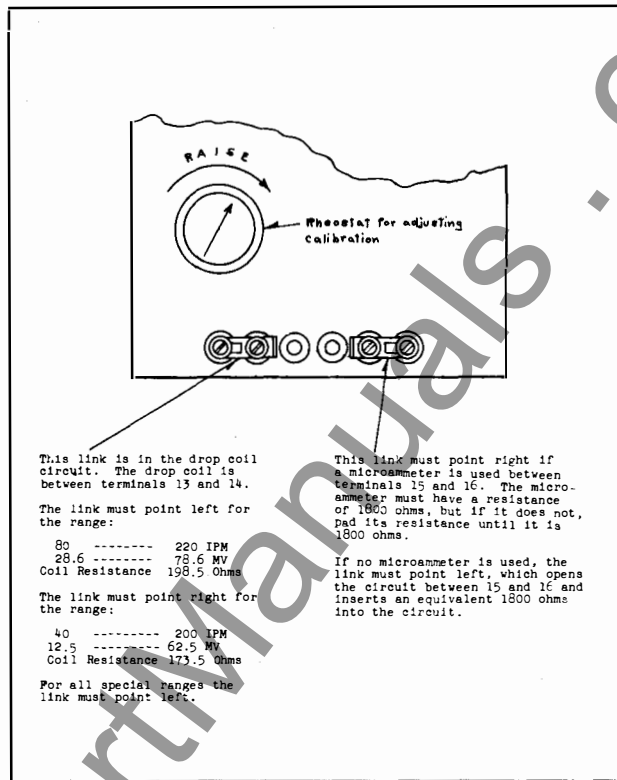 RAISE
Rheostat for adjusting
Calibration
This link is in the drop coil
circuit. The drop coil is
between terminals 13 and 14.
The link must point left for
the range:
80 -------- 220 IPM
28.6 -------- 78.6 MV
Coil Resistance 198.5 Ohms
The link must point right for
the range:
40 --------- 200 IPM
12.5 --------- 62.5 MV
Coil Resistance 173.5 Ohms
For all special ranges the
link must point left.
This link must point right if
a microammeter is used between
terminals 15 and 16. The micro-
ammeter must have a resistance
of 1800 ohms, but if it does not,
pad its resistance until it is
1800 ohms.
If no microammeter is used, the
link must point left, which opens
the circuit between 15 and 16 and
inserts an equivalent 1800 ohms
into the circuit.
rtManuals . c